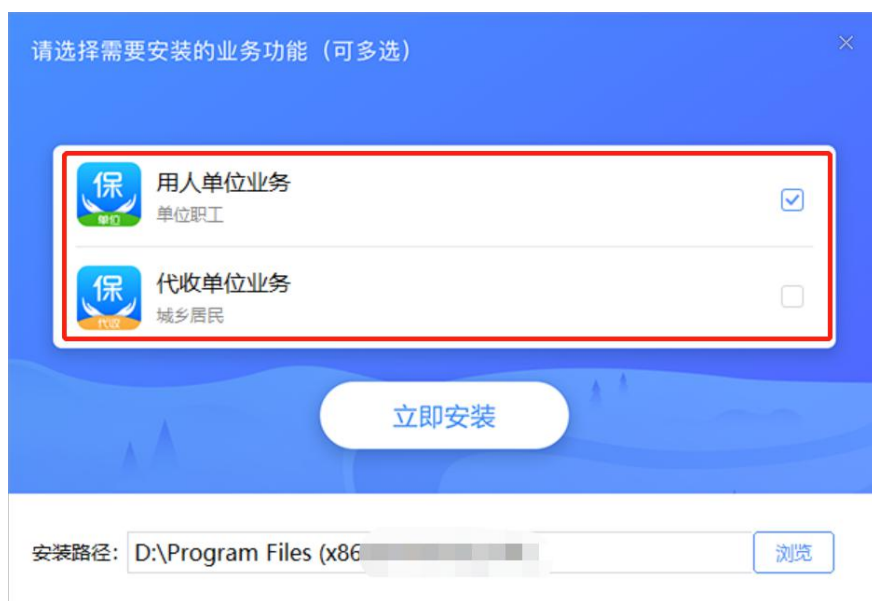 请选择需要安装的业务功能（可多选）
保
单位
用人单位业务
单位职工
保
代收
代收单位业务
城乡居民
立即安装
安装路径: D:\Program Files (x86
浏览